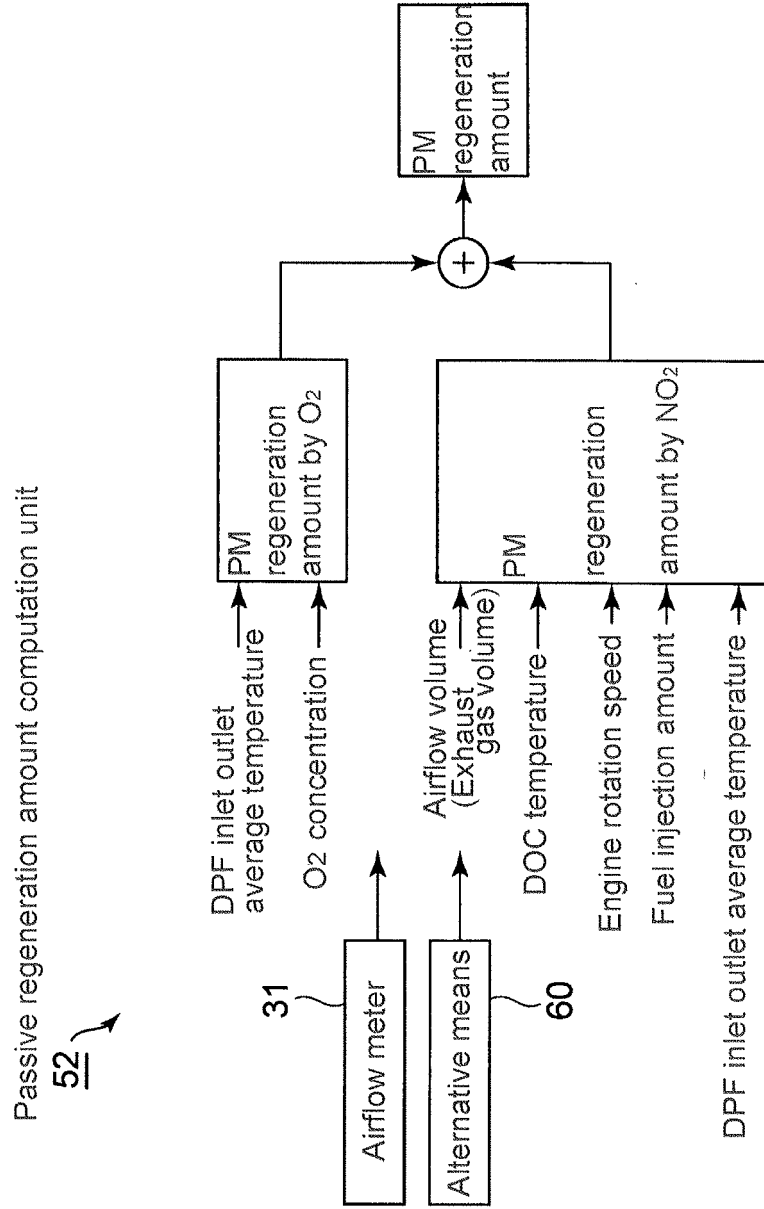 Passive regeneration amount computation unit
52
DPF inlet outlet
average temperature
O2 concentration
PM
regeneration
amount by O2
31
Airflow meter
Alternative means
60
Airflow volume
(Exhaust
gas volume)
DOC temperature
Engine rotation speed
Fuel injection amount
DPF inlet outlet average temperature
PM
regeneration
amount by NO2
+
PM
regeneration
amount